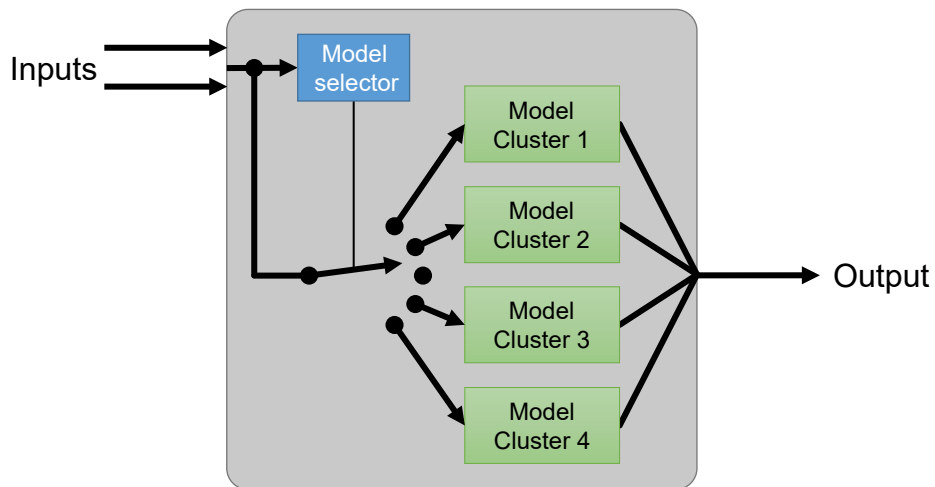 Inputs
Model
selector
Model
Cluster 1
Model
Cluster 2
Model
Cluster 3
Model
Cluster 4
Output